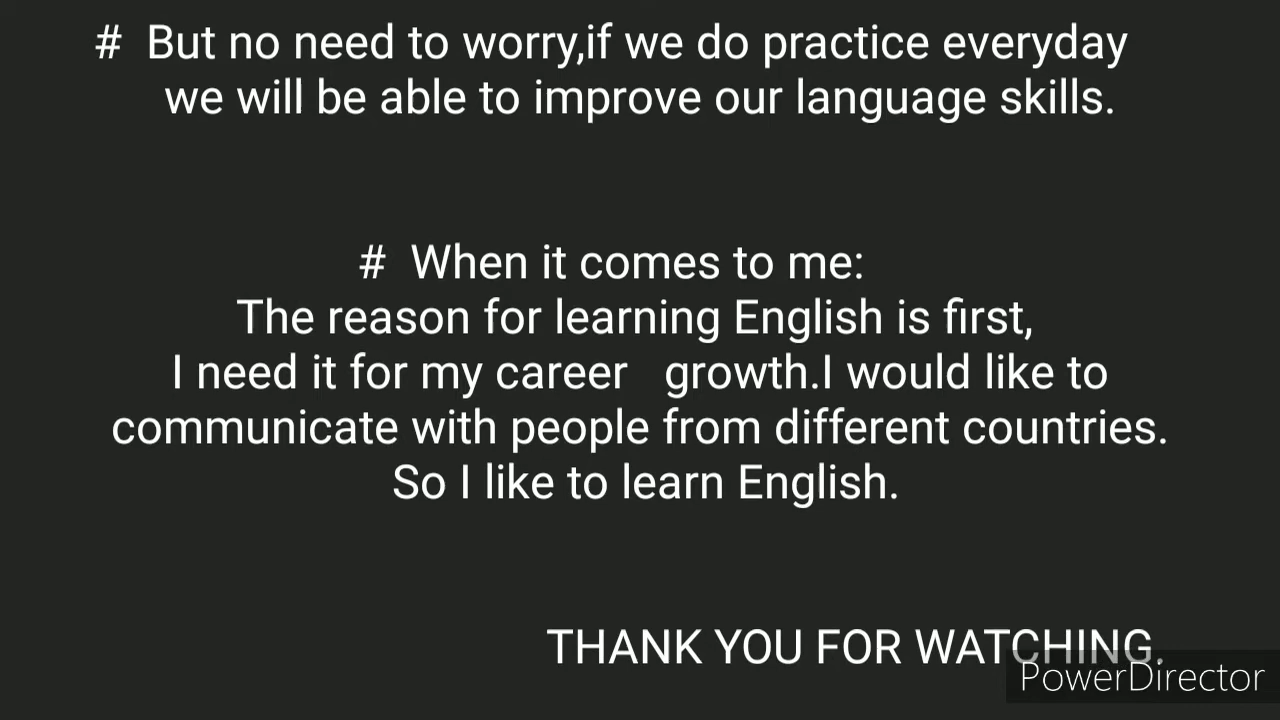 # But no need to worry,if we do practice everyday
we will be able to improve our language skills.
# When it comes to me:
The reason for learning English is first,
I need it for my career growth.I would like to
communicate with people from different countries.
So I like to learn English.
THANK YOU FOR WATCHING.
PowerDirector